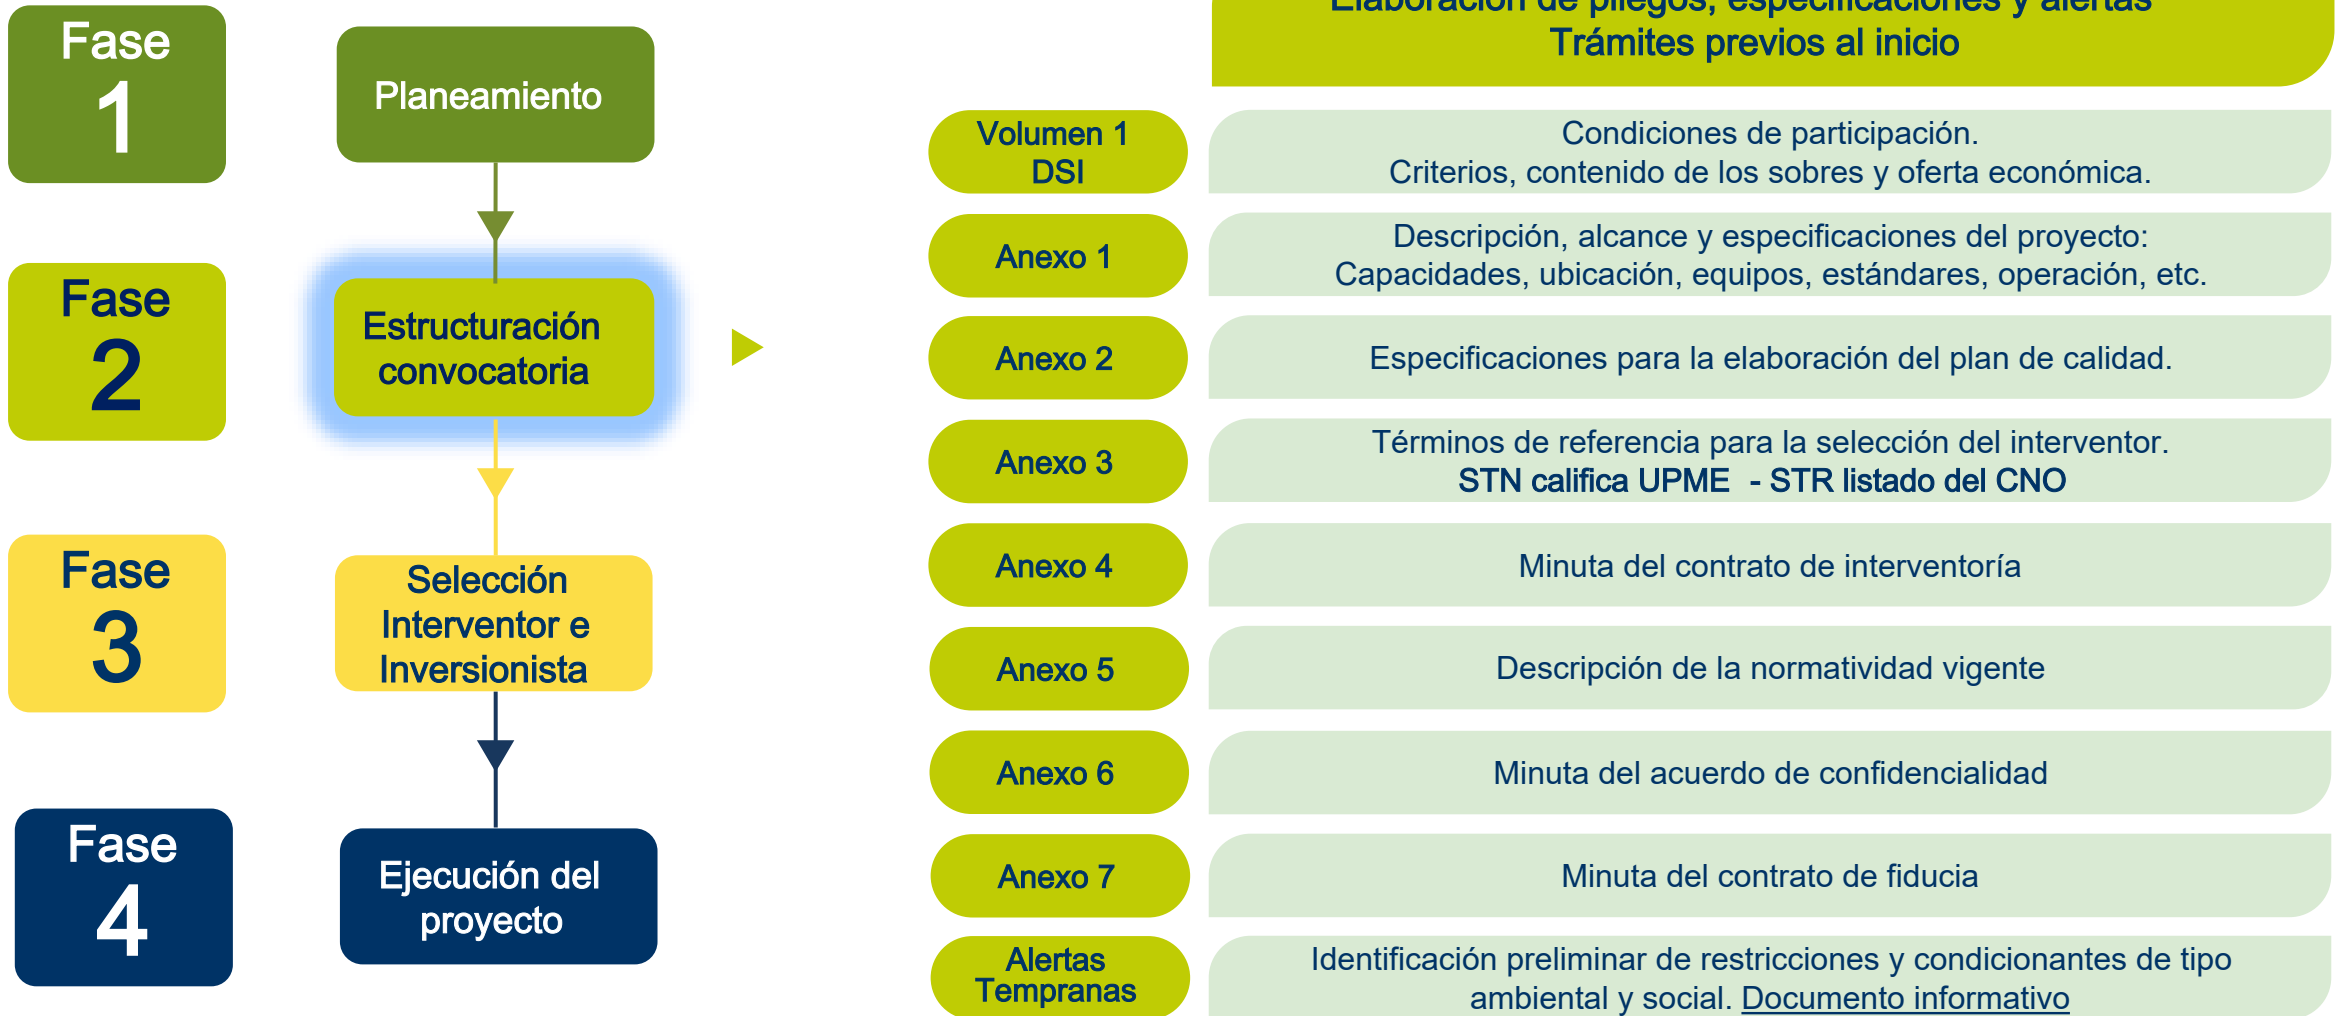 Fase
1
Planeamiento
Fase
2
Estructuración
convocatoria
Fase
3
Selección
Interventor e
Inversionista
Fase
4
Ejecución del
proyecto
Elaboración de pliegos, especificaciones y alertas
Trámites previos al inicio
Volumen 1
DSI
Condiciones de participación.
Criterios, contenido de los sobres y oferta económica.
Anexo 1
Descripción, alcance y especificaciones del proyecto:
Capacidades, ubicación, equipos, estándares, operación, etc.
Anexo 2
Especificaciones para la elaboración del plan de calidad.
Anexo 3
Términos de referencia para la selección del interventor.
STN califica UPME - STR listado del CNO
Anexo 4
Minuta del contrato de interventoría
Anexo 5
Descripción de la normatividad vigente
Anexo 6
Minuta del acuerdo de confidencialidad
Anexo 7
Minuta del contrato de fiducia
Alertas
Tempranas
Identificación preliminar de restricciones y condicionantes de tipo
ambiental y social. Documento informativo